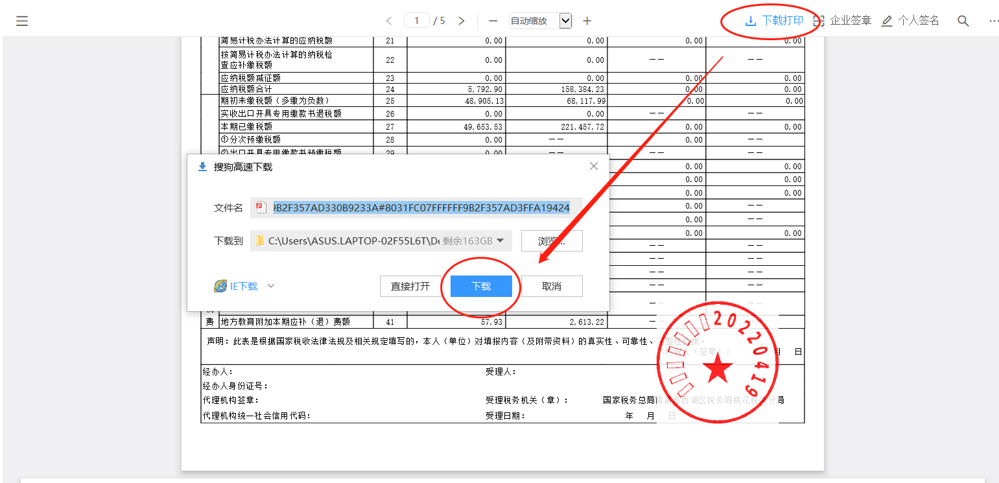 1 / 5 自动缩放 下载打印 企业签章 个人签名
简易计税办法计算的应纳税额 21 0.00 0.00 0.00 0.00
按简易计税办法计算的纳税检
查应补缴税额 22 0.00 0.00 —— ——
应纳税额减征额 23 0.00 0.00 0.00 0.00
应纳税额合计 24 5,792.90 158,384.23 0.00 0.00
期初未缴税额（多缴为负数） 25 48,905.13 68,117.99 0.00 0.00
实收出口开具专用缴款书退税额 26 0.00 0.00 —— ——
本期已缴税额 27 49,653.53 221,457.72 0.00 0.00
①分次预缴税额 28 0.00 —— 0.00 ——
②出口开具专用缴款书预缴税额 29 0.00 —— —— ——
0.00 0.00
0.00 0.00
0.00 0.00
—— ——
0.00 ——
0.00 0.00
—— ——
—— ——
—— ——
—— ——
—— ——
搜狗高速下载
文件名 9B2F357AD330B9233A#8031FC07FFFFFF9B2F357AD3FFA19424
下载到 C:\Users\ASUS.LAPTOP-02F55L6T\De 剩余163GB 浏览...
IE下载 直接打开 下载 取消
费 地方教育附加本期应补（退）费额 41 57.93 2,613.22 —— ——
声明：此表是根据国家税收法律法规及相关规定填写的，本人（单位）对填报内容（及附带资料）的真实性、可靠性、完整性负责。
纳税人（签章）： 月 日
经办人： 受理人：
经办人身份证号：
代理机构签章： 受理税务机关（章）： 国家税务总局南昌市西湖区税务局桃花税务分局
代理机构统一社会信用代码： 受理日期： 年 月 日
20220419